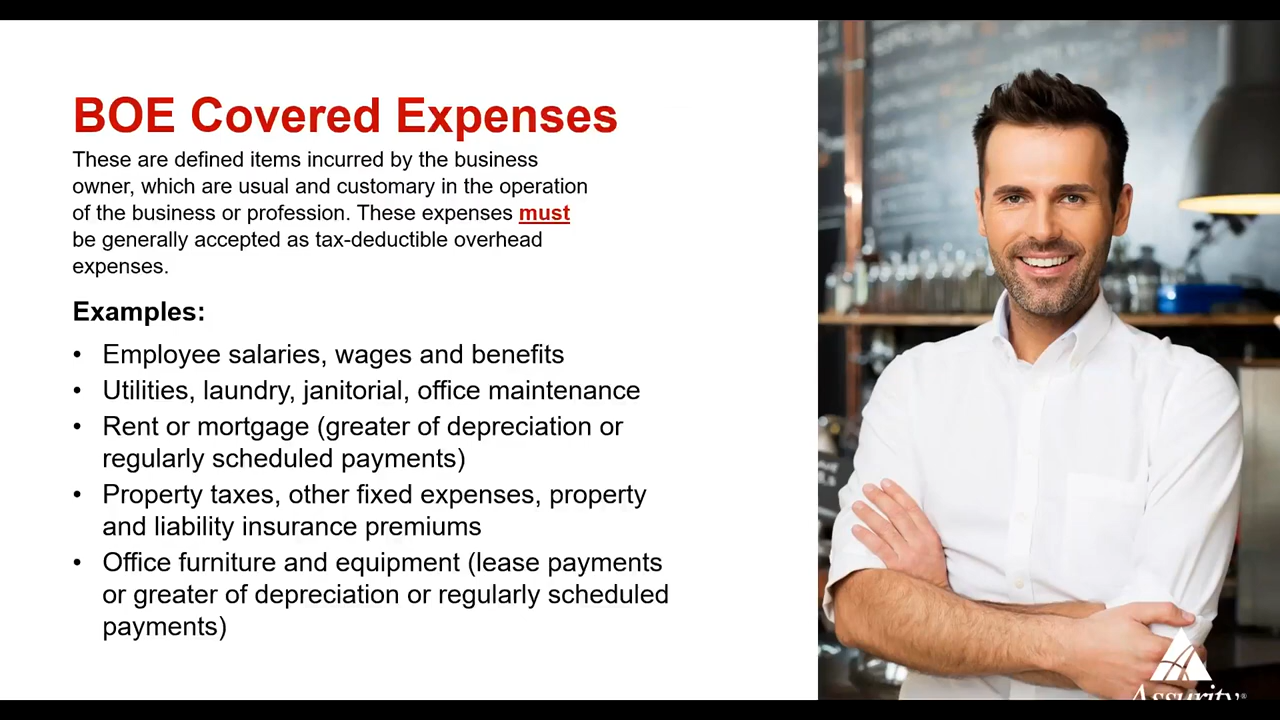 BOE Covered Expenses
These are defined items incurred by the business
owner, which are usual and customary in the operation
of the business or profession. These expenses must
be generally accepted as tax-deductible overhead
expenses.
Examples:
• Employee salaries, wages and benefits
• Utilities, laundry, janitorial, office maintenance
• Rent or mortgage (greater of depreciation or
regularly scheduled payments)
• Property taxes, other fixed expenses, property
and liability insurance premiums
• Office furniture and equipment (lease payments
or greater of depreciation or regularly scheduled
payments)
Assurity®